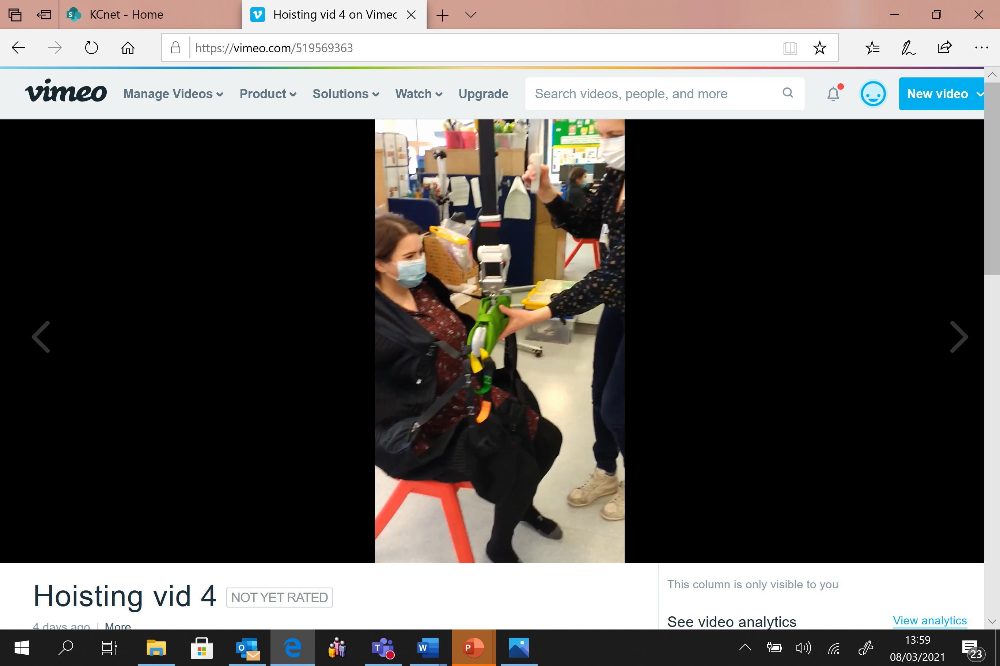 KCnet - Home
Hoisting vid 4 on Vimec
https://vimeo.com/519569363
vimeo
Manage Videos
Product
Solutions
Watch
Upgrade
Search videos, people, and more
New video
Hoisting vid 4
NOT YET RATED
4 days ago | More
This column is only visible to you
See video analytics
View analytics
13:59
08/03/2021
23